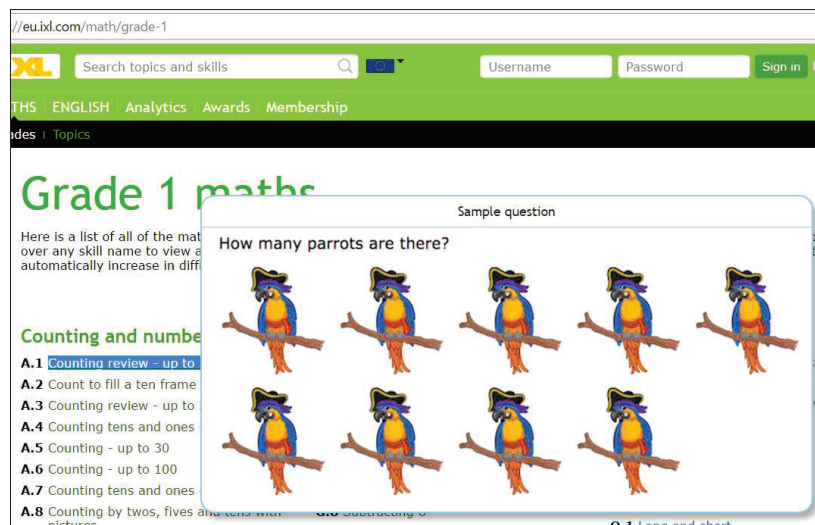 ://eu.ixl.com/math/grade-1
IXL Search topics and skills Username Password Sign in
THS ENGLISH Analytics Awards Membership
ades Topics
Grade 1 maths
Sample question
Here is a list of all of the mat
over any skill name to view a
automatically increase in diffi
How many parrots are there?
Counting and numbe
A.1 Counting review - up to
A.2 Count to fill a ten frame
A.3 Counting review - up to
A.4 Counting tens and ones
A.5 Counting - up to 30
A.6 Counting - up to 100
A.7 Counting tens and ones
A.8 Counting by twos, fives and tens with
pictures
Subtracting
O.1 Long and short